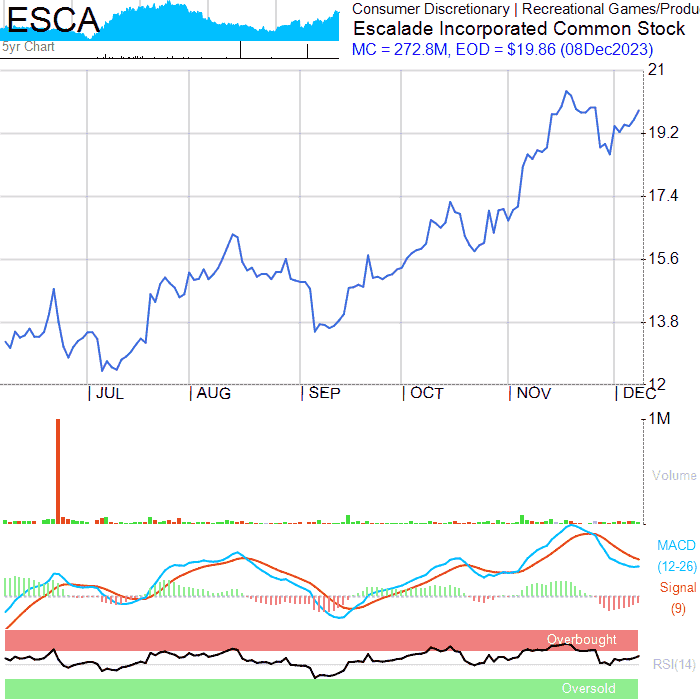 ESCA
5yr Chart
Consumer Discretionary | Recreational Games/Produ
Escalade Incorporated Common Stock
MC = 272.8M, EOD = $19.86 (08Dec2023)
21
19.2
17.4
15.6
13.8
12
JUL AUG SEP OCT NOV DEC
1M
Volume
MACD
(12-26)
Signal
(9)
Overbought
RSI(14)
Oversold